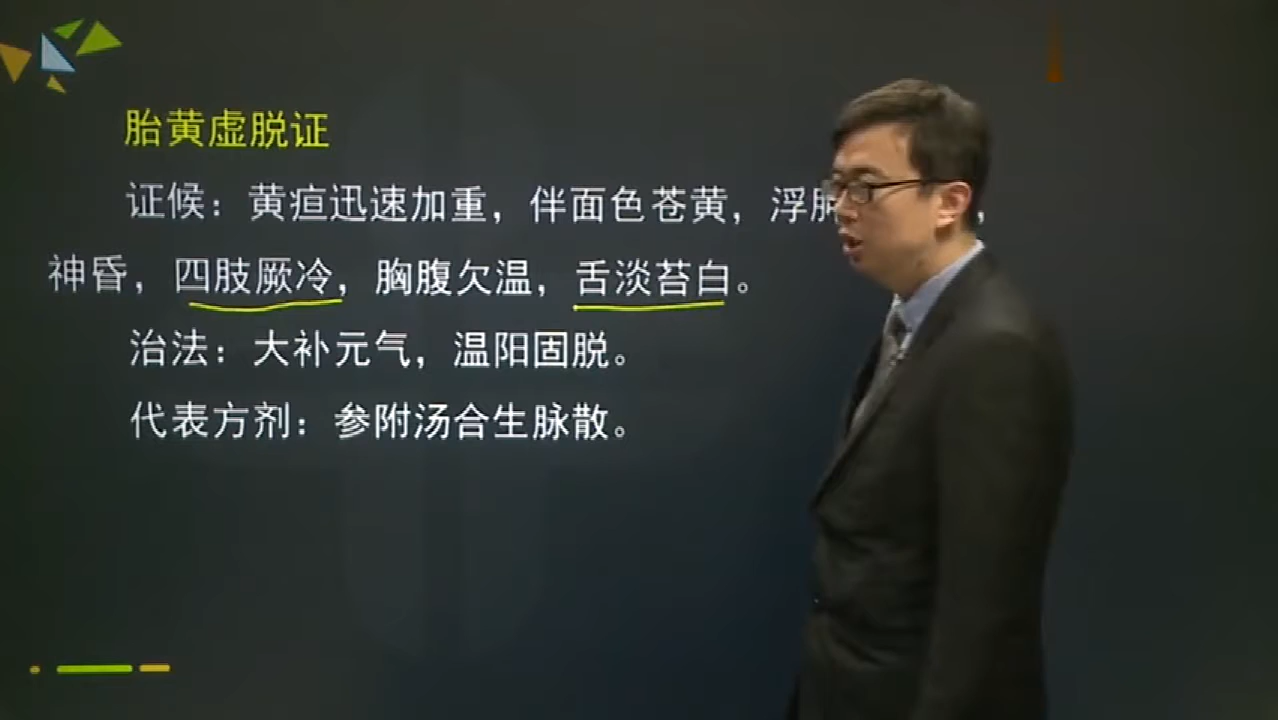 胎黄虚脱证
证候：黄疸迅速加重，伴面色苍黄，浮
神昏，四肢厥冷，胸腹欠温，舌淡苔白。
治法：大补元气，温阳固脱。
代表方剂：参附汤合生脉散。